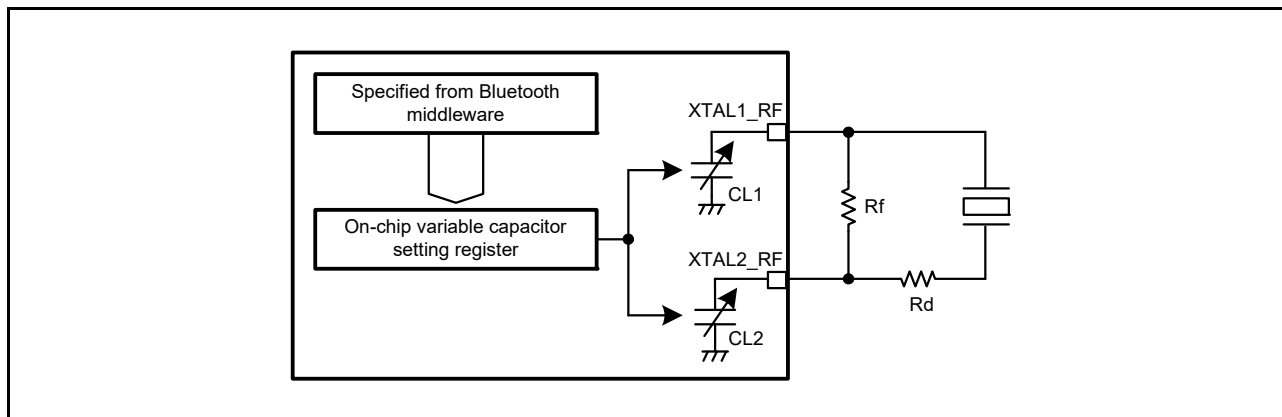 Specified from Bluetooth
middleware
On-chip variable capacitor
setting register
XTAL1_RF
CL1
XTAL2_RF
CL2
Rf
Rd